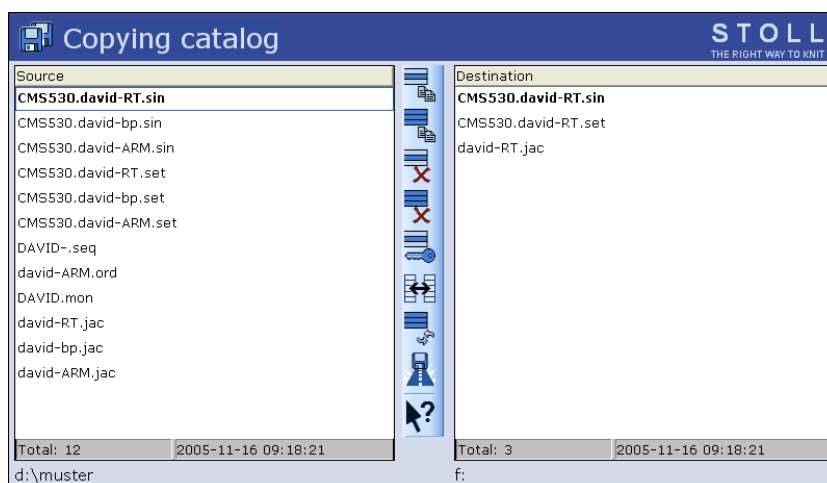 Copying catalog
STOLL
THE RIGHT WAY TO KNIT
Source
CMS530.david-RT.sin
CMS530.david-bp.sin
CMS530.david-ARM.sin
CMS530.david-RT.set
CMS530.david-bp.set
CMS530.david-ARM.set
DAVID-.seq
david-ARM.ord
DAVID.mon
david-RT.jac
david-bp.jac
david-ARM.jac
Total: 12 2005-11-16 09:18:21
d:\muster
?
Destination
CMS530.david-RT.sin
CMS530.david-RT.set
david-RT.jac
Total: 3 2005-11-16 09:18:21
f: